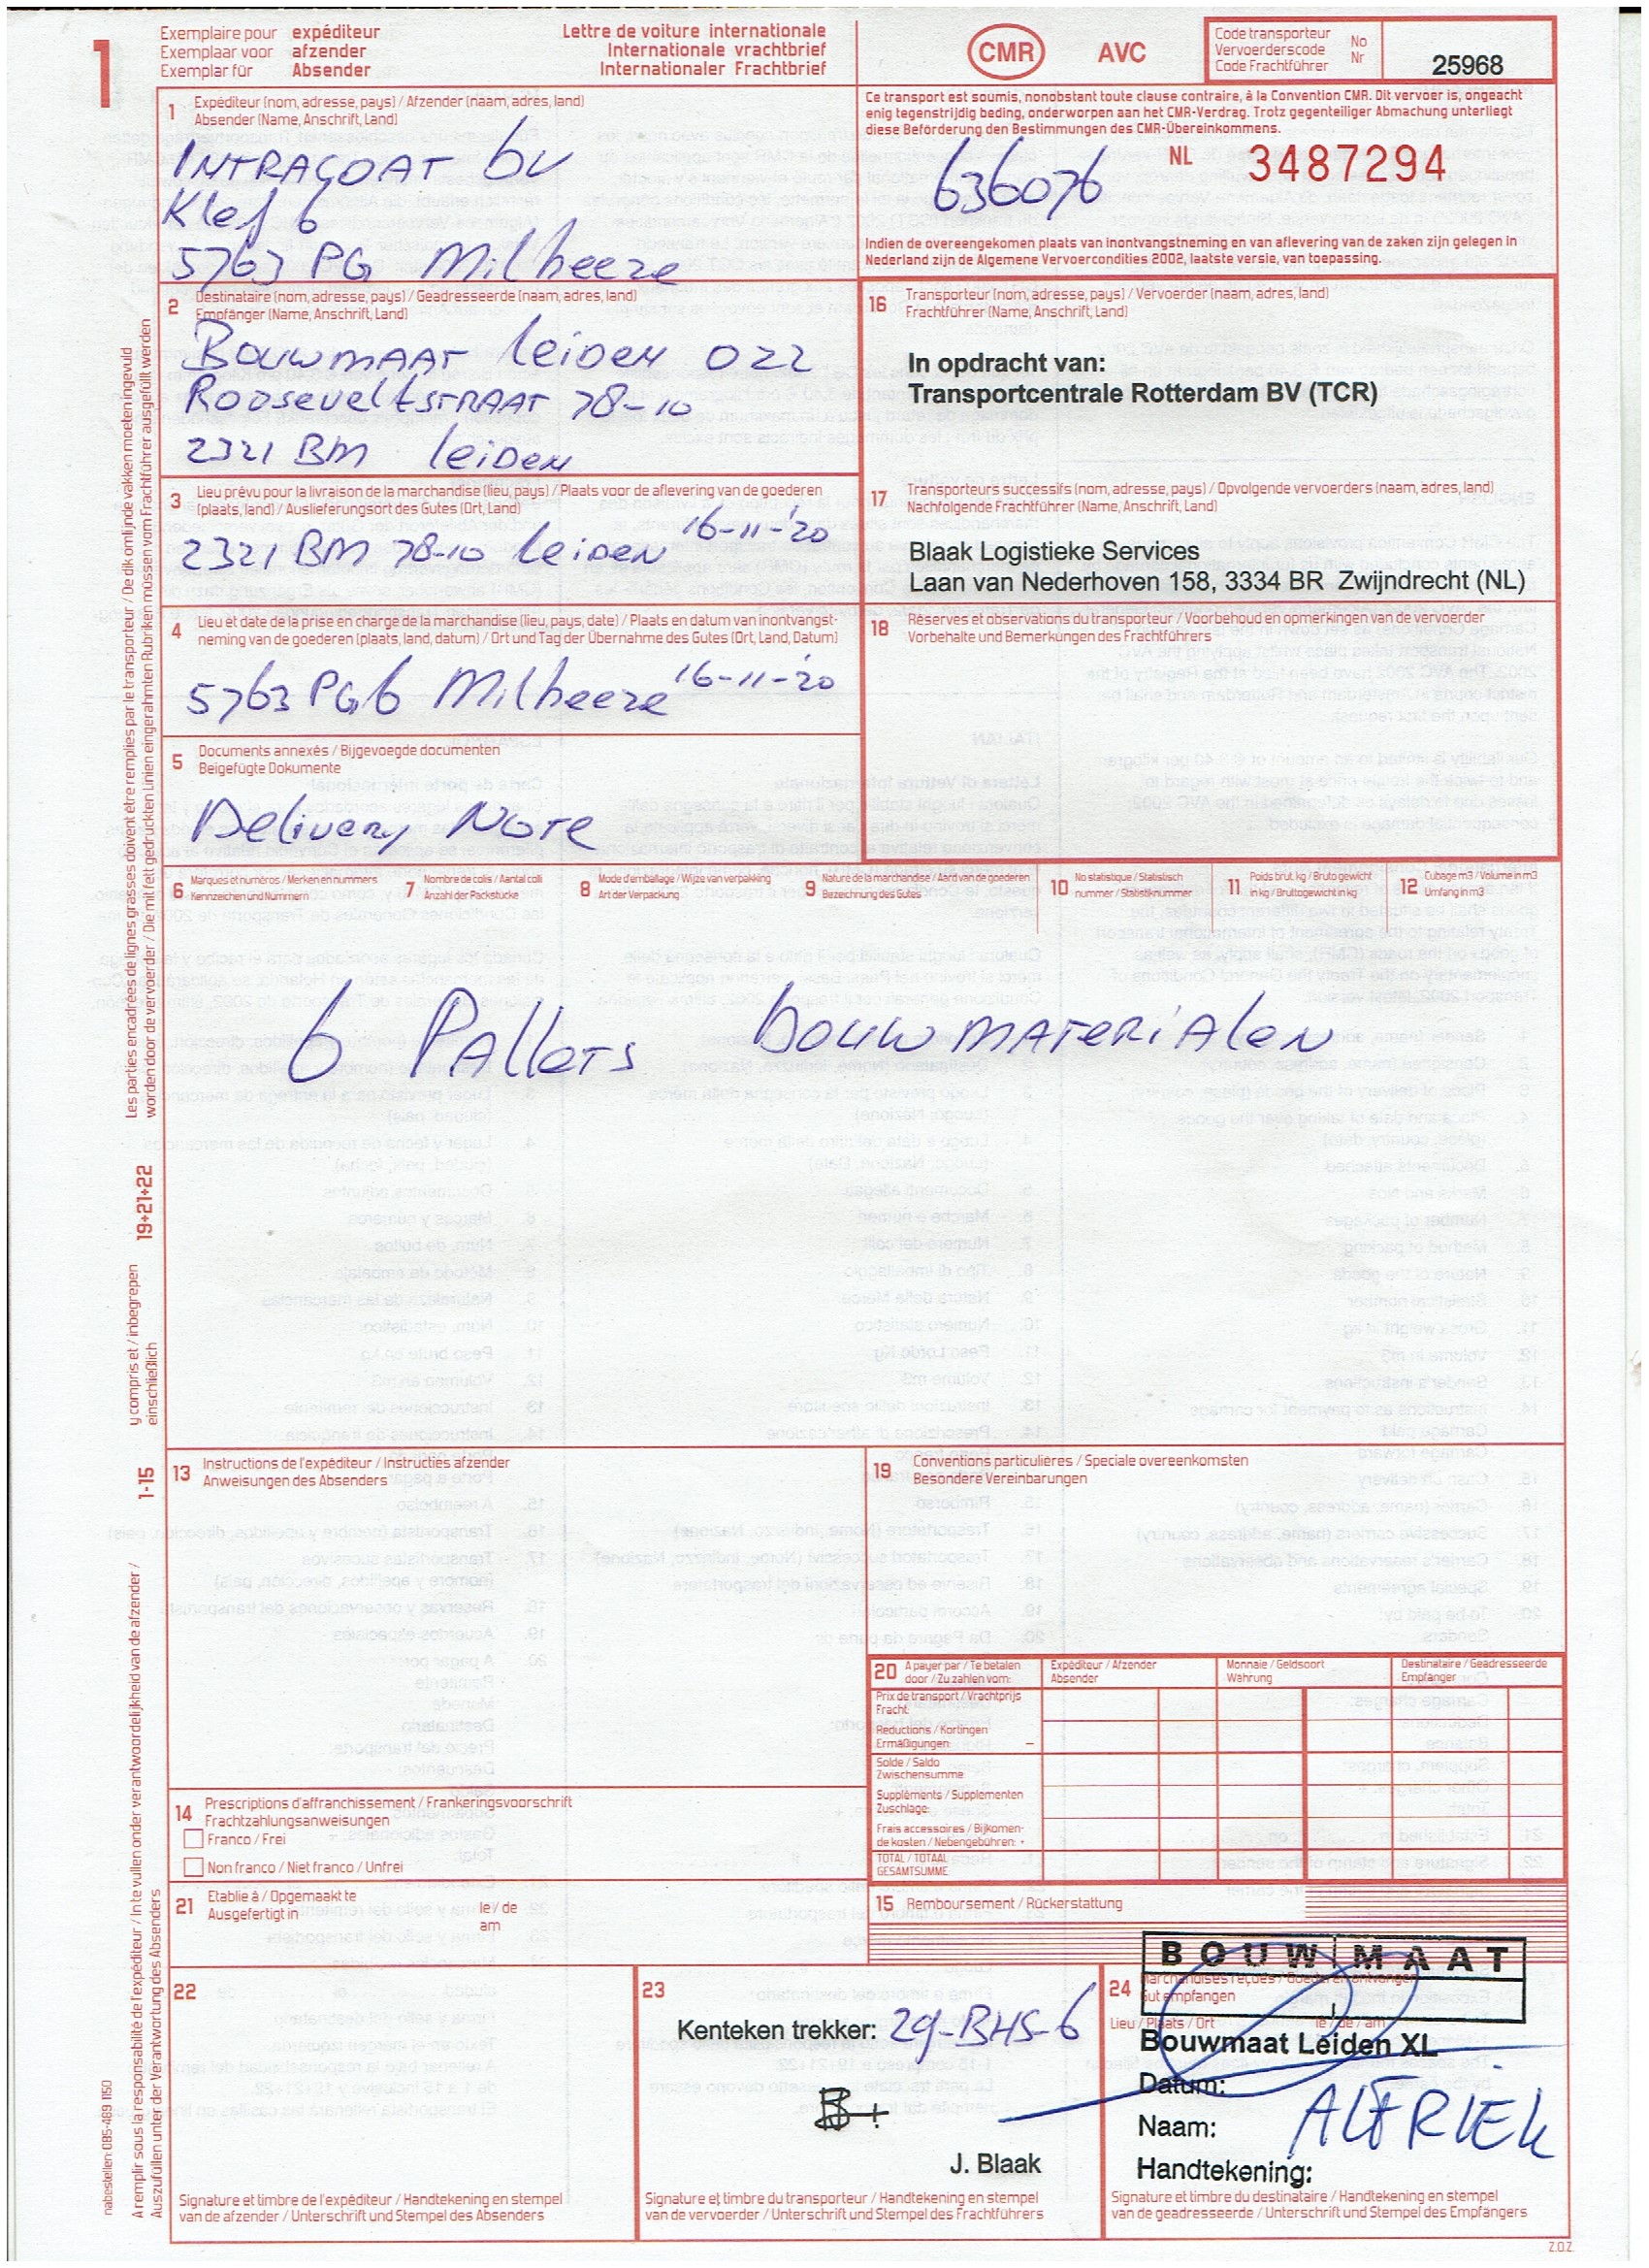 1
Exemplaire pour expéditeur
Exemplaar voor afzender
Exemplar für Absender
Lettre de voiture internationale
Internationale vrachtbrief
Internationaler Frachtbrief
CMR AVC
Code transporteur No
Vervoerderscode Nr
Code Frachtführer
25968
1 Expéditeur (nom, adresse, pays) / Afzender (naam, adres, land)
Absender (Name, Anschrift, Land)
INTRACOAT BV
Klef 6
5763 PG Milheeze
Ce transport est soumis, nonobstant toute clause contraire, à la Convention CMR. Dit vervoer is, ongeacht
enig tegenstrijdig beding, onderworpen aan het CMR-Verdrag. Trotz gegenteiliger Abmachung unterliegt
diese Beförderung den Bestimmungen des CMR-Übereinkommens.
636076
NL 3487294
Indien de overeengekomen plaats van inontvangstneming en van aflevering van de zaken zijn gelegen in
Nederland zijn de Algemene Vervoercondities 2002, laatste versie, van toepassing.
2 Destinataire (nom, adresse, pays) / Geadresseerde (naam, adres, land)
Empfänger (Name, Anschrift, Land)
Bouwmaat Leiden 022
Rooseveltstraat 78-10
2321 BM Leiden
16 Transporteur (nom, adresse, pays) / Vervoerder (naam, adres, land)
Frachtführer (Name, Anschrift, Land)
In opdracht van:
Transportcentrale Rotterdam BV (TCR)
3 Lieu prévu pour la livraison de la marchandise (lieu, pays) / Plaats voor de aflevering van de goederen
(plaats, land) / Auslieferungsort des Gutes (Ort, Land)
2321 BM 78-10 Leiden 16-11-'20
17 Transporteurs successifs (nom, adresse, pays) / Opvolgende vervoerders (naam, adres, land)
Nachfolgende Frachtführer (Name, Anschrift, Land)
Blaak Logistieke Services
Laan van Nederhoven 158, 3334 BR Zwijndrecht (NL)
4 Lieu et date de la prise en charge de la marchandise (lieu, pays, date) / Plaats en datum van inontvangst-
neming van de goederen (plaats, land, datum) / Ort und Tag der Übernahme des Gutes (Ort, Land, Datum)
5763 PG 6 Milheeze 16-11-'20
18 Réserves et observations du transporteur / Voorbehoud en opmerkingen van de vervoerder
Vorbehalte und Bemerkungen des Frachtführers
5 Documents annexés / Bijgevoegde documenten
Beigefügte Dokumente
Delivery Note
6 Marques et numéros / Merken en nummers
Kennzeichen und Nummern
7 Nombre de colis / Aantal colli
Anzahl der Packstücke
8 Mode d'emballage / Wijze van verpakking
Art der Verpackung
9 Nature de la marchandise / Aard van de goederen
Bezeichnung des Gutes
10 No statistique / Statistisch
nummer / Statistiknummer
11 Poids brut. kg / Bruto gewicht
in kg / Bruttogewicht in kg
12 Cubage m3 / Volume in m3
Umfang in m3
6 Pallets bouwmaterialen
13 Instructions de l'expéditeur / Instructies afzender
Anweisungen des Absenders
19 Conventions particulières / Speciale overeenkomsten
Besondere Vereinbarungen
20 A payer par / Te betalen
door / Zu zahlen vom:
Expéditeur / Afzender
Absender
Monnaie / Geldsoort
Währung
Destinataire / Geadresseerde
Empfänger
Prix de transport / Vrachtprijs
Fracht:
Réductions / Kortingen
Ermäßigungen: −
Solde / Saldo
Zwischensumme
Suppléments / Supplementen
Zuschläge:
Frais accessoires / Bijkomen-
de kosten / Nebengebühren: +
TOTAL / TOTAAL
GESAMTSUMME
14 Prescriptions d'affranchissement / Frankeringsvoorschrift
Frachtzahlungsanweisungen
Franco / Frei
Non franco / Niet franco / Unfrei
21 Etablie à / Opgemaakt te le / de
Ausgefertigt in am
15 Remboursement / Rückerstattung
22
Signature et timbre de l'expéditeur / Handtekening en stempel
van de afzender / Unterschrift und Stempel des Absenders
23
Kenteken trekker: 29-BHS-6
J. Blaak
Signature et timbre du transporteur / Handtekening en stempel
van de vervoerder / Unterschrift und Stempel des Frachtführers
BOUWMAAT
24 Marchandises reçues / Goederen ontvangen
Gut empfangen
Lieu / Plaats / Ort le / de / am
Bouwmaat Leiden XL
Datum:
Naam: ALFRIEK
Handtekening:
Signature et timbre du destinataire / Handtekening en stempel
van de geadresseerde / Unterschrift und Stempel des Empfängers
Z.O.Z.
Les parties encadrées de lignes grasses doivent être remplies par le transporteur / De dik omlijnde vakken moeten ingevuld
worden door de vervoerder / Die mit fett gedruckten Linien eingerahmten Rubriken müssen vom Frachtführer ausgefüllt werden
19+21+22
y compris et / inbegrepen
einschließlich
1-15
A remplir sous la responsabilité de l'expéditeur / In te vullen onder verantwoordelijkheid van de afzender /
Auszufüllen unter der Verantwortung des Absenders
nabestellen: 085-489 1150